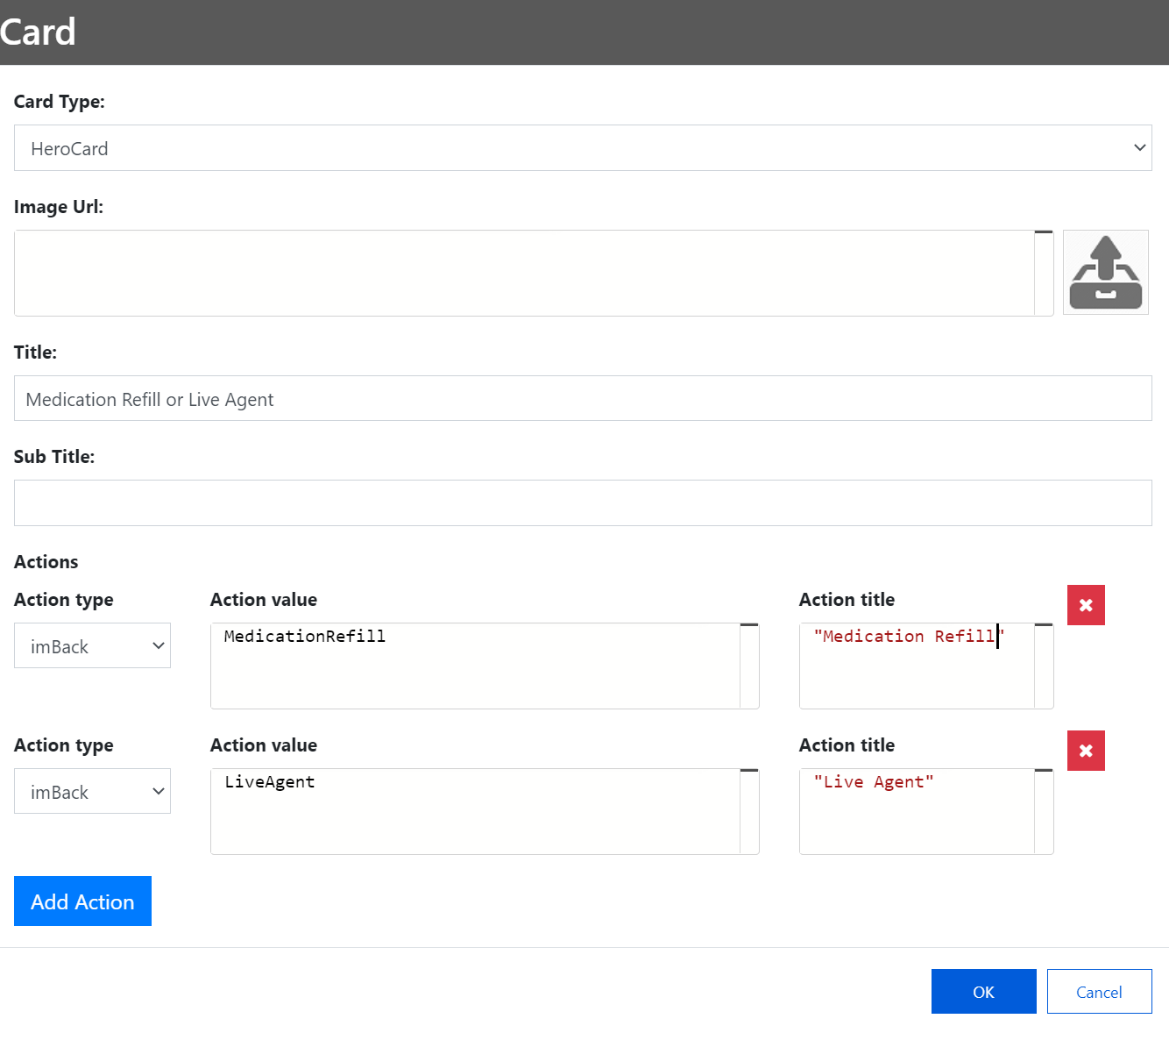 Card
Card Type:
HeroCard
Image Url:
Title:
Medication Refill or Live Agent
Sub Title:
Actions
Action type Action value Action title
imBack MedicationRefill "Medication Refill"
Action type Action value Action title
imBack LiveAgent "Live Agent"
Add Action
OK Cancel